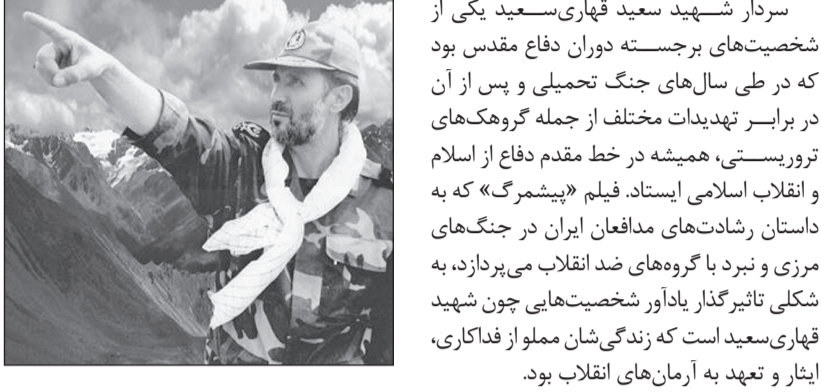 سردار شهید سعید قهاری‌سعید یکی از
شخصیت‌های برجسته دوران دفاع مقدس بود
که در طی سال‌های جنگ تحمیلی و پس از آن
در برابر تهدیدات مختلف از جمله گروهک‌های
تروریستی، همیشه در خط مقدم دفاع از اسلام
و انقلاب اسلامی ایستاد. فیلم «پیشمرگ» که به
داستان رشادت‌های مدافعان ایران در جنگ‌های
مرزی و نبرد با گروه‌های ضد انقلاب می‌پردازد، به
شکلی تاثیرگذار یادآور شخصیت‌هایی چون شهید
قهاری‌سعید است که زندگی‌شان مملو از فداکاری،
ایثار و تعهد به آرمان‌های انقلاب بود.